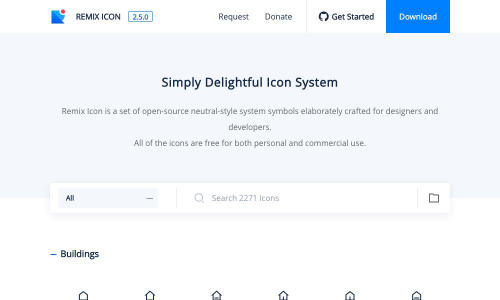 REMIX ICON 2.5.0 Request Donate Get Started Download
Simply Delightful Icon System
Remix Icon is a set of open-source neutral-style system symbols elaborately crafted for designers and
developers.
All of the icons are free for both personal and commercial use.
All Search 2271 Icons
Buildings